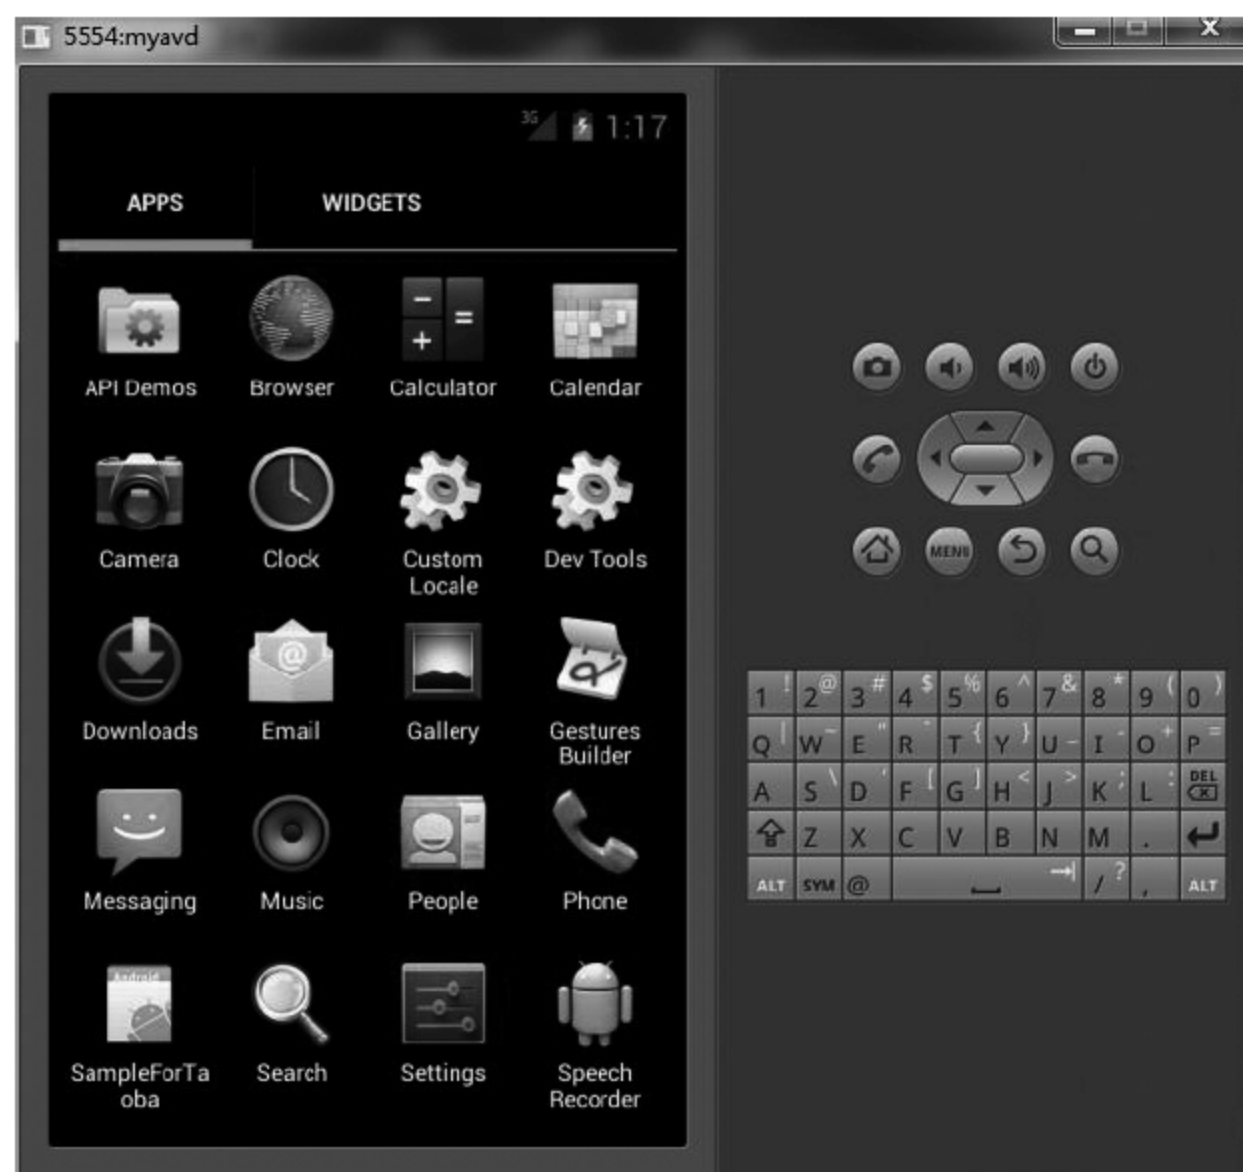 5554:myavd
3G 1:17
APPS WIDGETS
API Demos Browser Calculator Calendar
Camera Clock Custom Locale Dev Tools
Downloads Email Gallery Gestures Builder
Messaging Music People Phone
Android
SampleForTaoba Search Settings Speech Recorder
MENU
1 ! 2 @ 3 # 4 $ 5 % 6 ^ 7 & 8 * 9 ( 0 )
Q | W ~ E " R ` T { Y } U _ I - O + P =
A S \ D ' F [ G ] H < J > K ; L : DEL
Z X C V B N M .
ALT SYM @ / ? , ALT